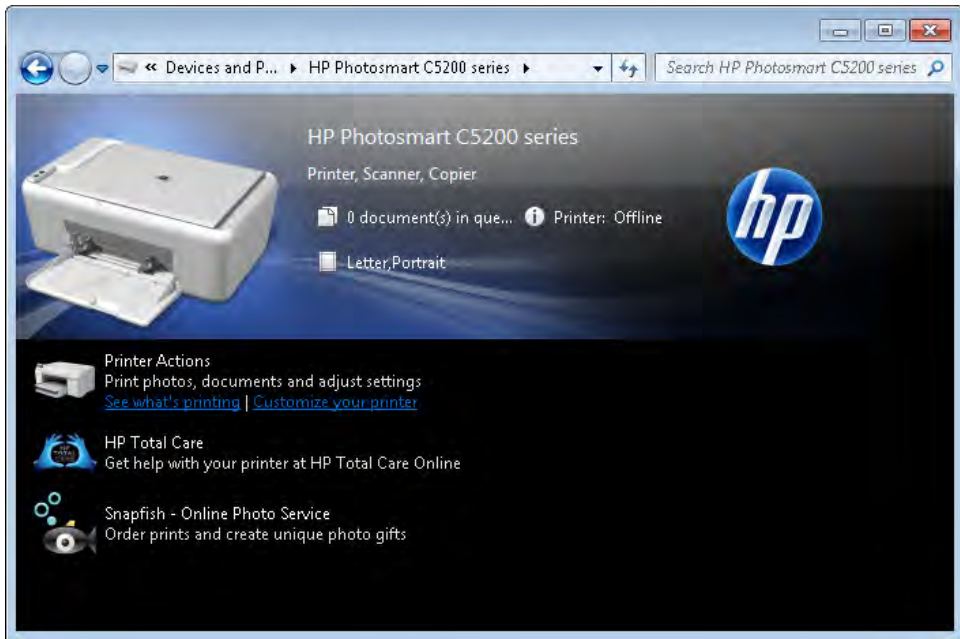 « Devices and P... ▸ HP Photosmart C5200 series ▸ Search HP Photosmart C5200 series
HP Photosmart C5200 series
Printer, Scanner, Copier
0 document(s) in que... Printer: Offline
Letter,Portrait
hp
Printer Actions
Print photos, documents and adjust settings
See what's printing | Customize your printer
HP Total Care
Get help with your printer at HP Total Care Online
Snapfish - Online Photo Service
Order prints and create unique photo gifts